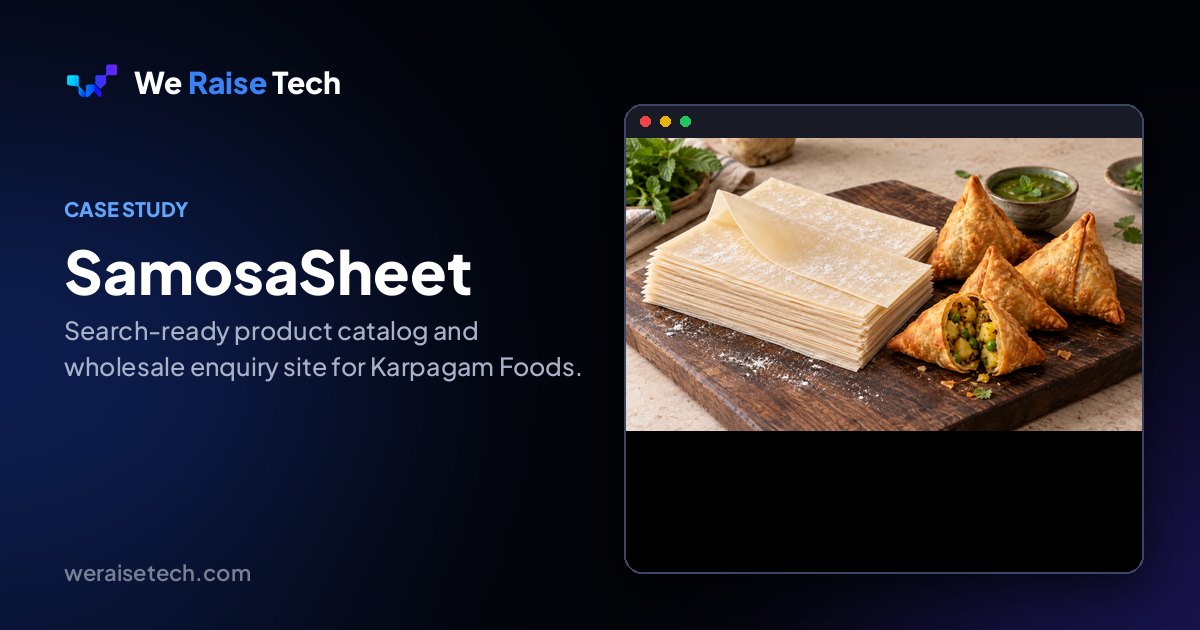 We Raise Tech
CASE STUDY
SamosaSheet
Search-ready product catalog and
wholesale enquiry site for Karpagam Foods.
weraisetech.com